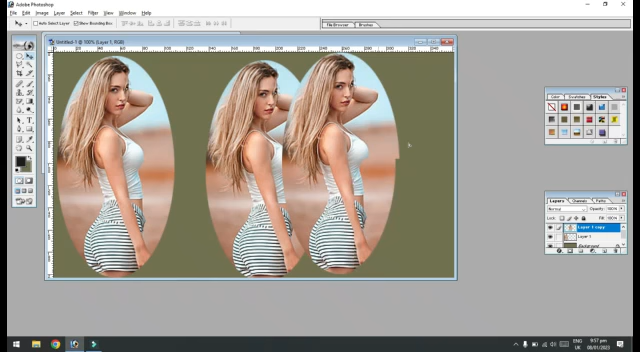 Adobe Photoshop
File Edit Image Layer Select Filter View Window Help
Auto Select Layer Show Bounding Box
File Browser Brushes
Untitled-1 @ 100% (Layer 1, RGB)
Color Swatches Styles
Layers Channels Paths
Normal Opacity: 100%
Lock: Fill: 100%
Layer 1 copy
Layer 1
Background
ENG 9:57 pm
UK 08/01/2023